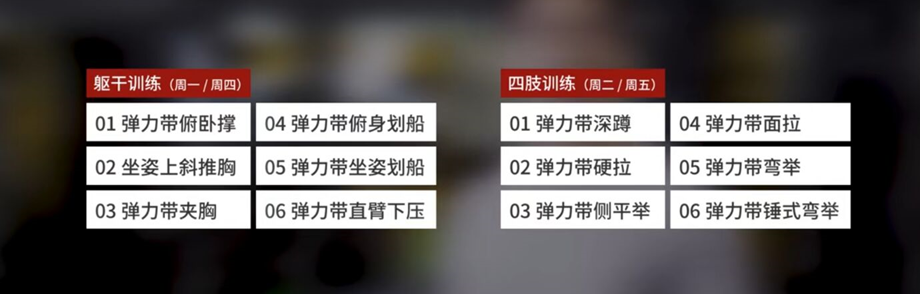 躯干训练（周一 / 周四）
01 弹力带俯卧撑
04 弹力带俯身划船
02 坐姿上斜推胸
05 弹力带坐姿划船
03 弹力带夹胸
06 弹力带直臂下压
四肢训练（周二 / 周五）
01 弹力带深蹲
04 弹力带面拉
02 弹力带硬拉
05 弹力带弯举
03 弹力带侧平举
06 弹力带锤式弯举